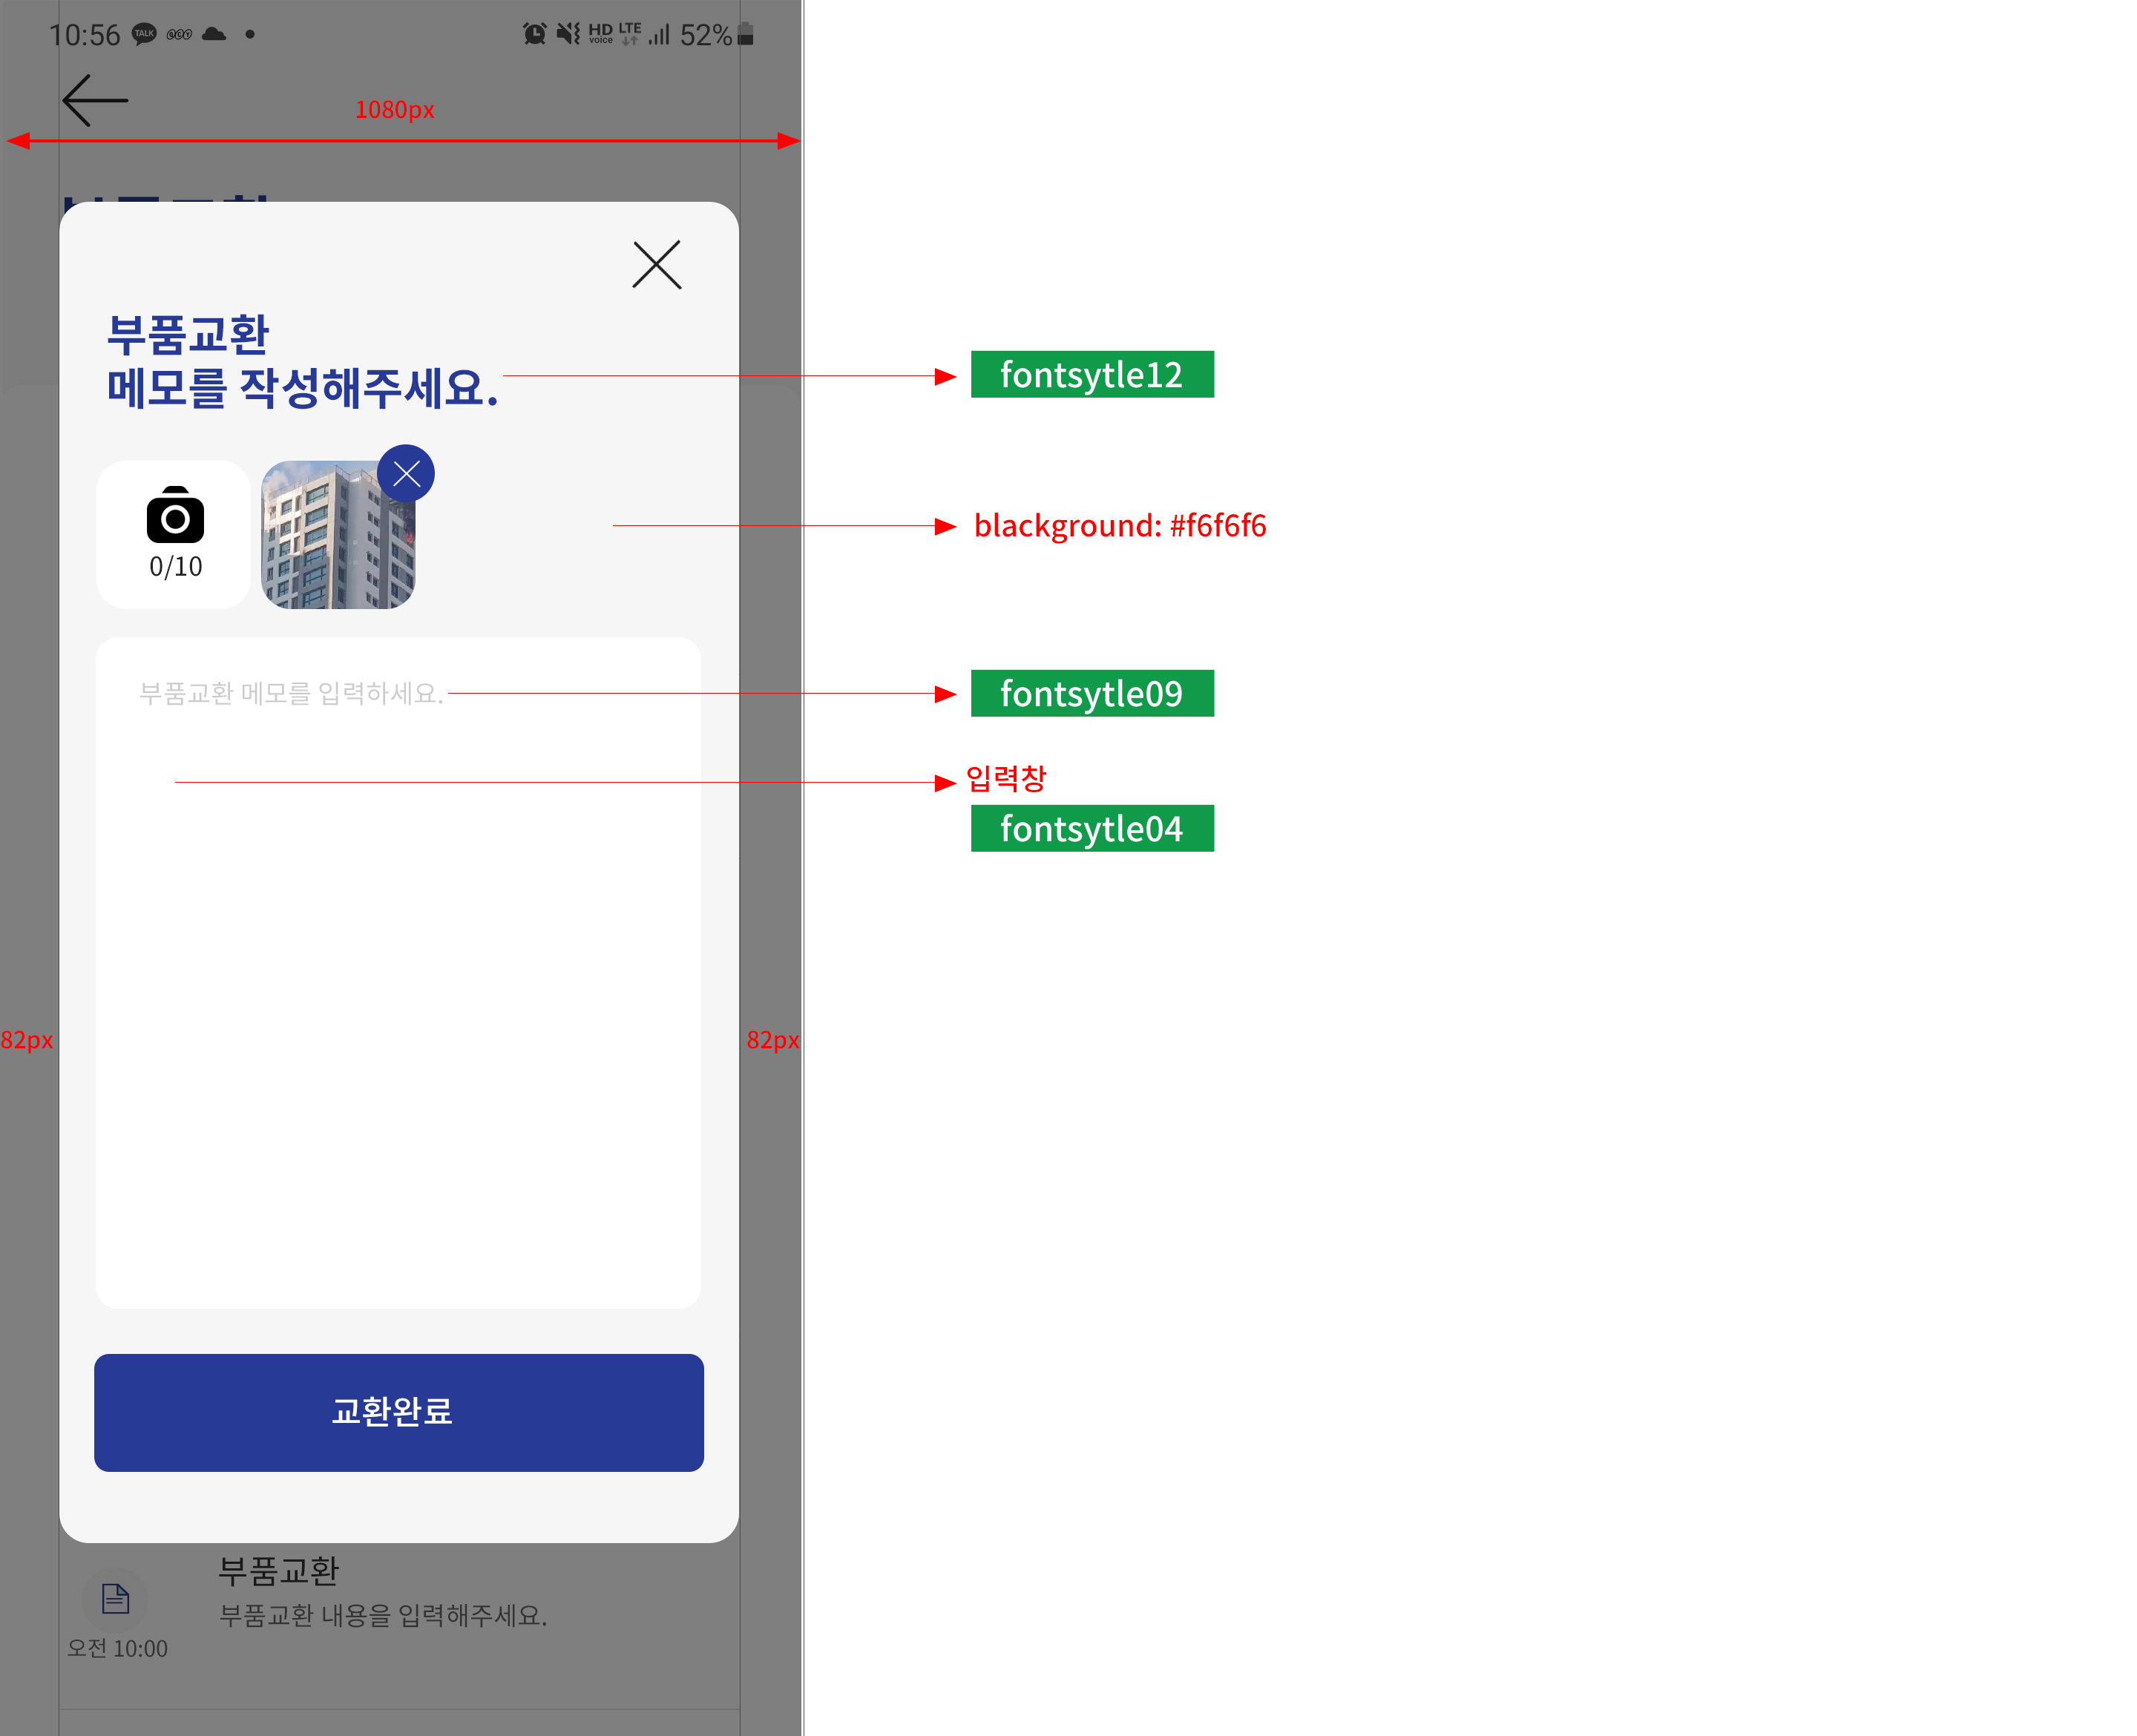 10:56 TALK
HD Voice LTE 52%
1080px
부품교환
메모를 작성해주세요.
fontsytle12
background: #f6f6f6
0/10
부품교환 메모를 입력하세요.
fontsytle09
입력창
fontsytle04
82px
82px
교환완료
부품교환
부품교환 내용을 입력해주세요.
오전 10:00